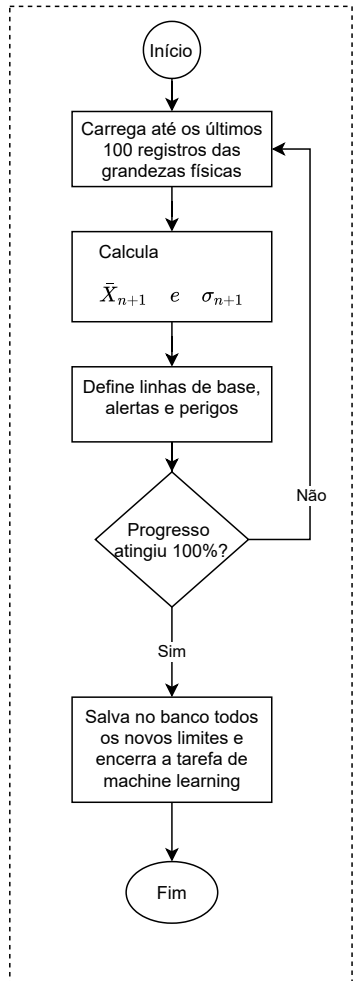 Início
Carrega até os últimos
100 registros das
grandezas físicas
Calcula
X̄ₙ₊₁ e σₙ₊₁
Define linhas de base,
alertas e perigos
Não
Progresso
atingiu 100%?
Sim
Salva no banco todos
os novos limites e
encerra a tarefa de
machine learning
Fim